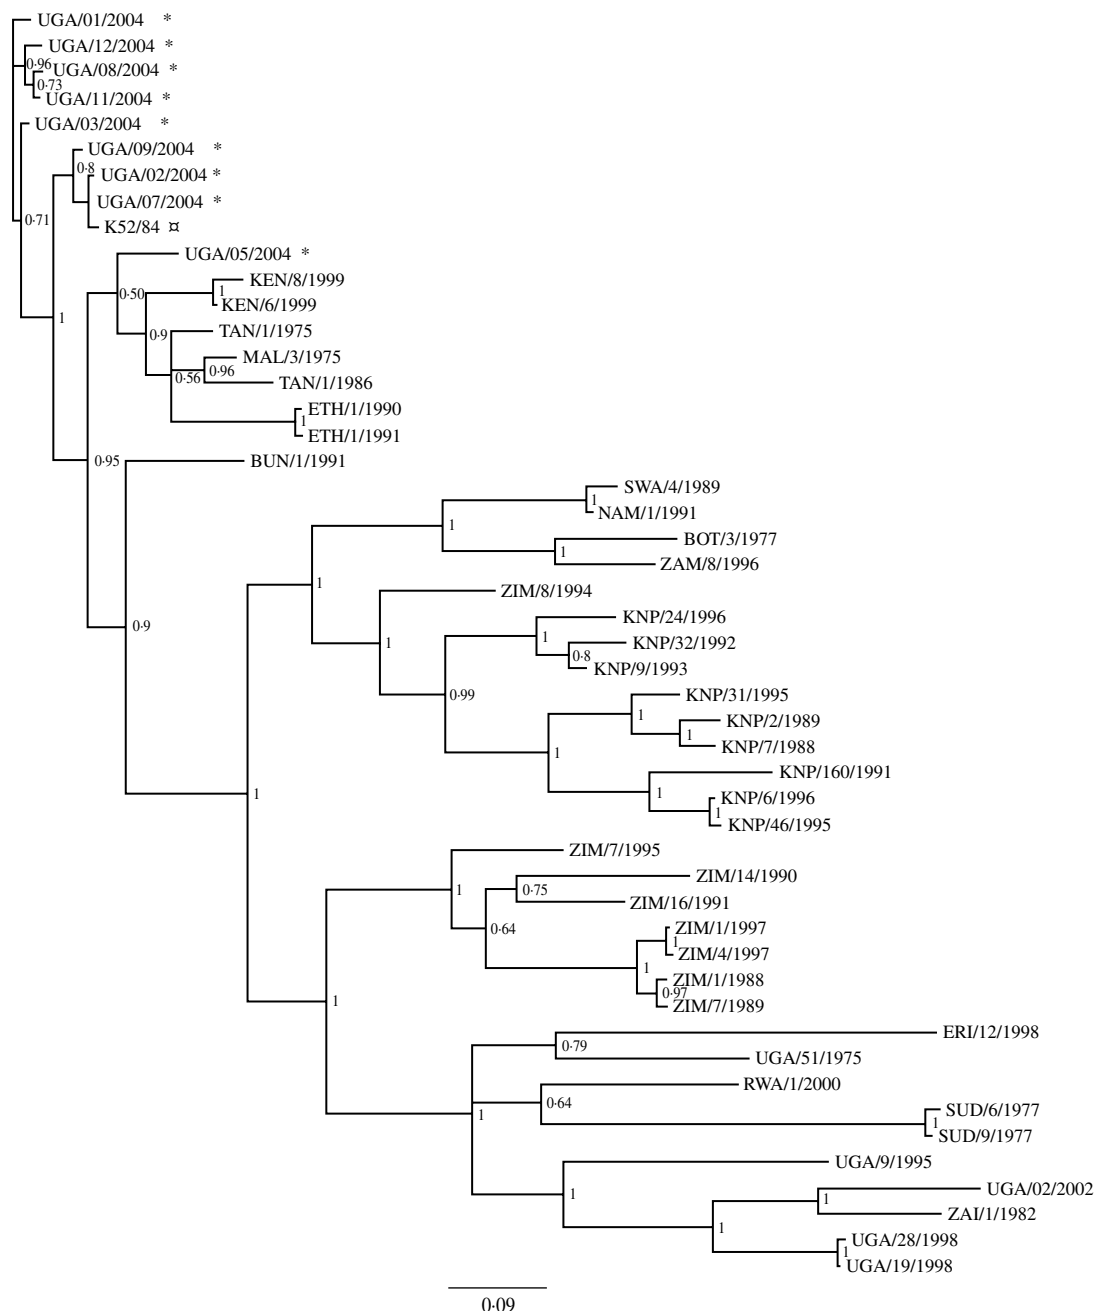 UGA/01/2004 *
UGA/12/2004 *
0·96
UGA/08/2004 *
0·73
UGA/11/2004 *
UGA/03/2004 *
UGA/09/2004 *
0·8
UGA/02/2004 *
UGA/07/2004 *
0·71
K52/84 ¤
UGA/05/2004 *
KEN/8/1999
1
0·50
KEN/6/1999
1
TAN/1/1975
0·9
MAL/3/1975
0·96
0·56
TAN/1/1986
ETH/1/1990
1
ETH/1/1991
0·95
BUN/1/1991
SWA/4/1989
1
NAM/1/1991
1
BOT/3/1977
1
ZAM/8/1996
1
ZIM/8/1994
KNP/24/1996
0·9
1
1
KNP/32/1992
0·8
KNP/9/1993
0·99
KNP/31/1995
1
KNP/2/1989
1
KNP/7/1988
1
KNP/160/1991
1
1
KNP/6/1996
1
KNP/46/1995
ZIM/7/1995
ZIM/14/1990
1
0·75
ZIM/16/1991
0·64
ZIM/1/1997
1
ZIM/4/1997
1
ZIM/1/1988
0·97
ZIM/7/1989
1
ERI/12/1998
0·79
UGA/51/1975
RWA/1/2000
0·64
SUD/6/1977
1
1
SUD/9/1977
UGA/9/1995
UGA/02/2002
1
1
ZAI/1/1982
1
UGA/28/1998
1
UGA/19/1998
0·09